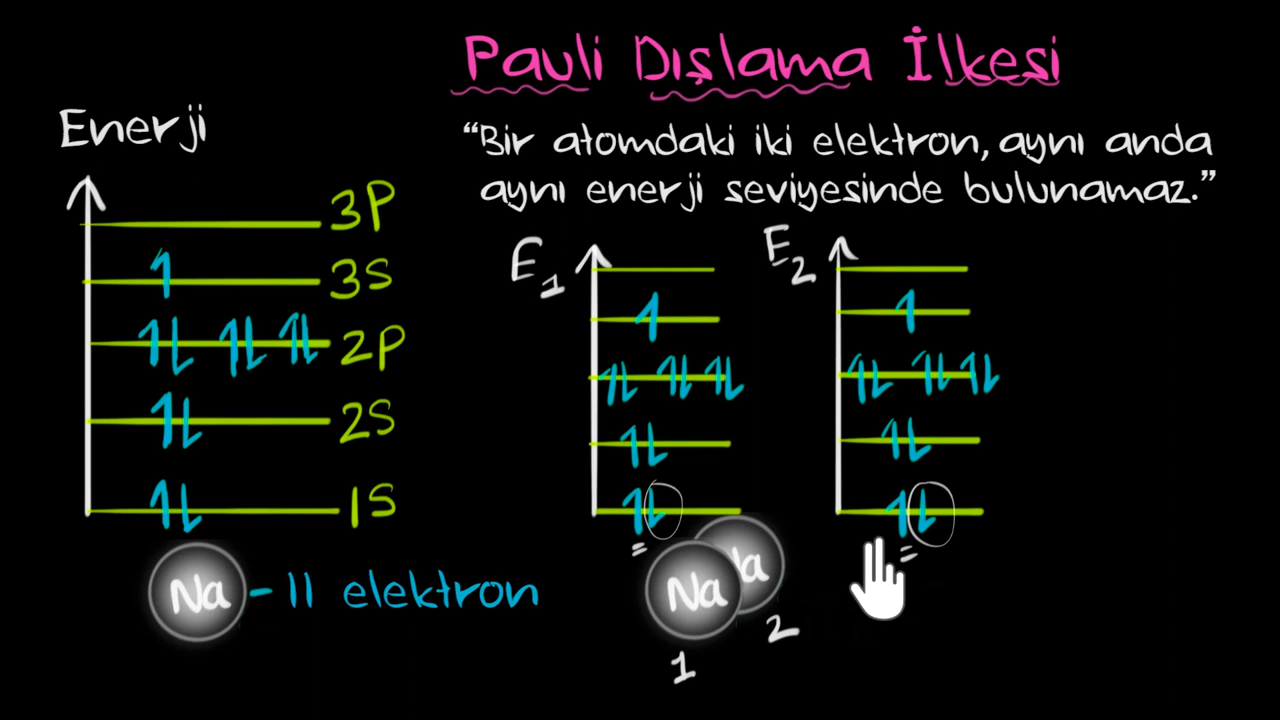 Pauli Dışlama İlkesi
Enerji
“Bir atomdaki iki elektron, aynı anda
aynı enerji seviyesinde bulunamaz.”
3P
3S
2P
2S
1S
E1
E2
Na - 11 elektron
Na
a
1
2